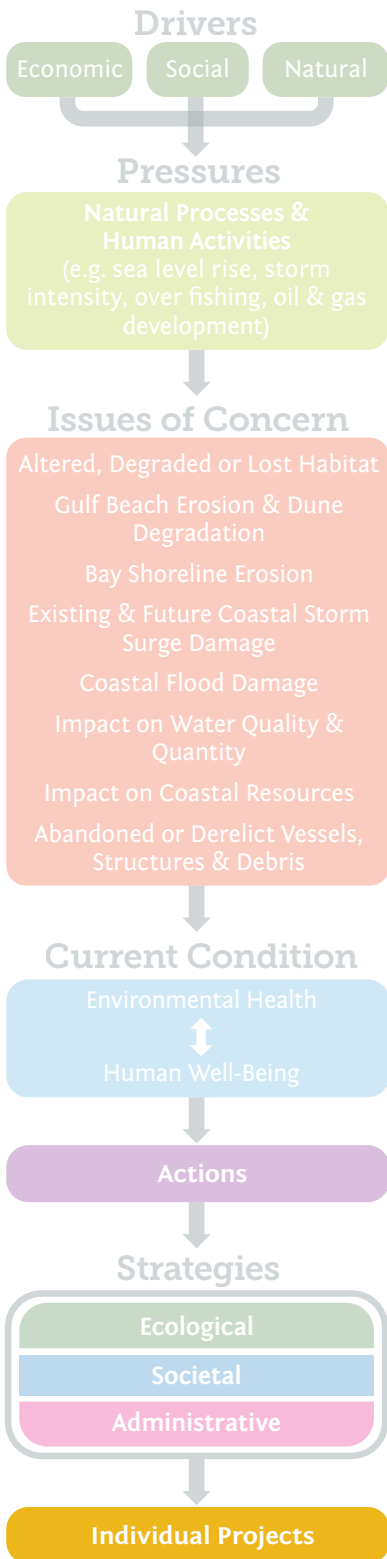 Drivers
Economic
Social
Natural
Pressures
Natural Processes &
Human Activities
(e.g. sea level rise, storm
intensity, over fishing, oil & gas
development)
Issues of Concern
Altered, Degraded or Lost Habitat
Gulf Beach Erosion & Dune
Degradation
Bay Shoreline Erosion
Existing & Future Coastal Storm
Surge Damage
Coastal Flood Damage
Impact on Water Quality &
Quantity
Impact on Coastal Resources
Abandoned or Derelict Vessels,
Structures & Debris
Current Condition
Environmental Health
Human Well-Being
Actions
Strategies
Ecological
Societal
Administrative
Individual Projects